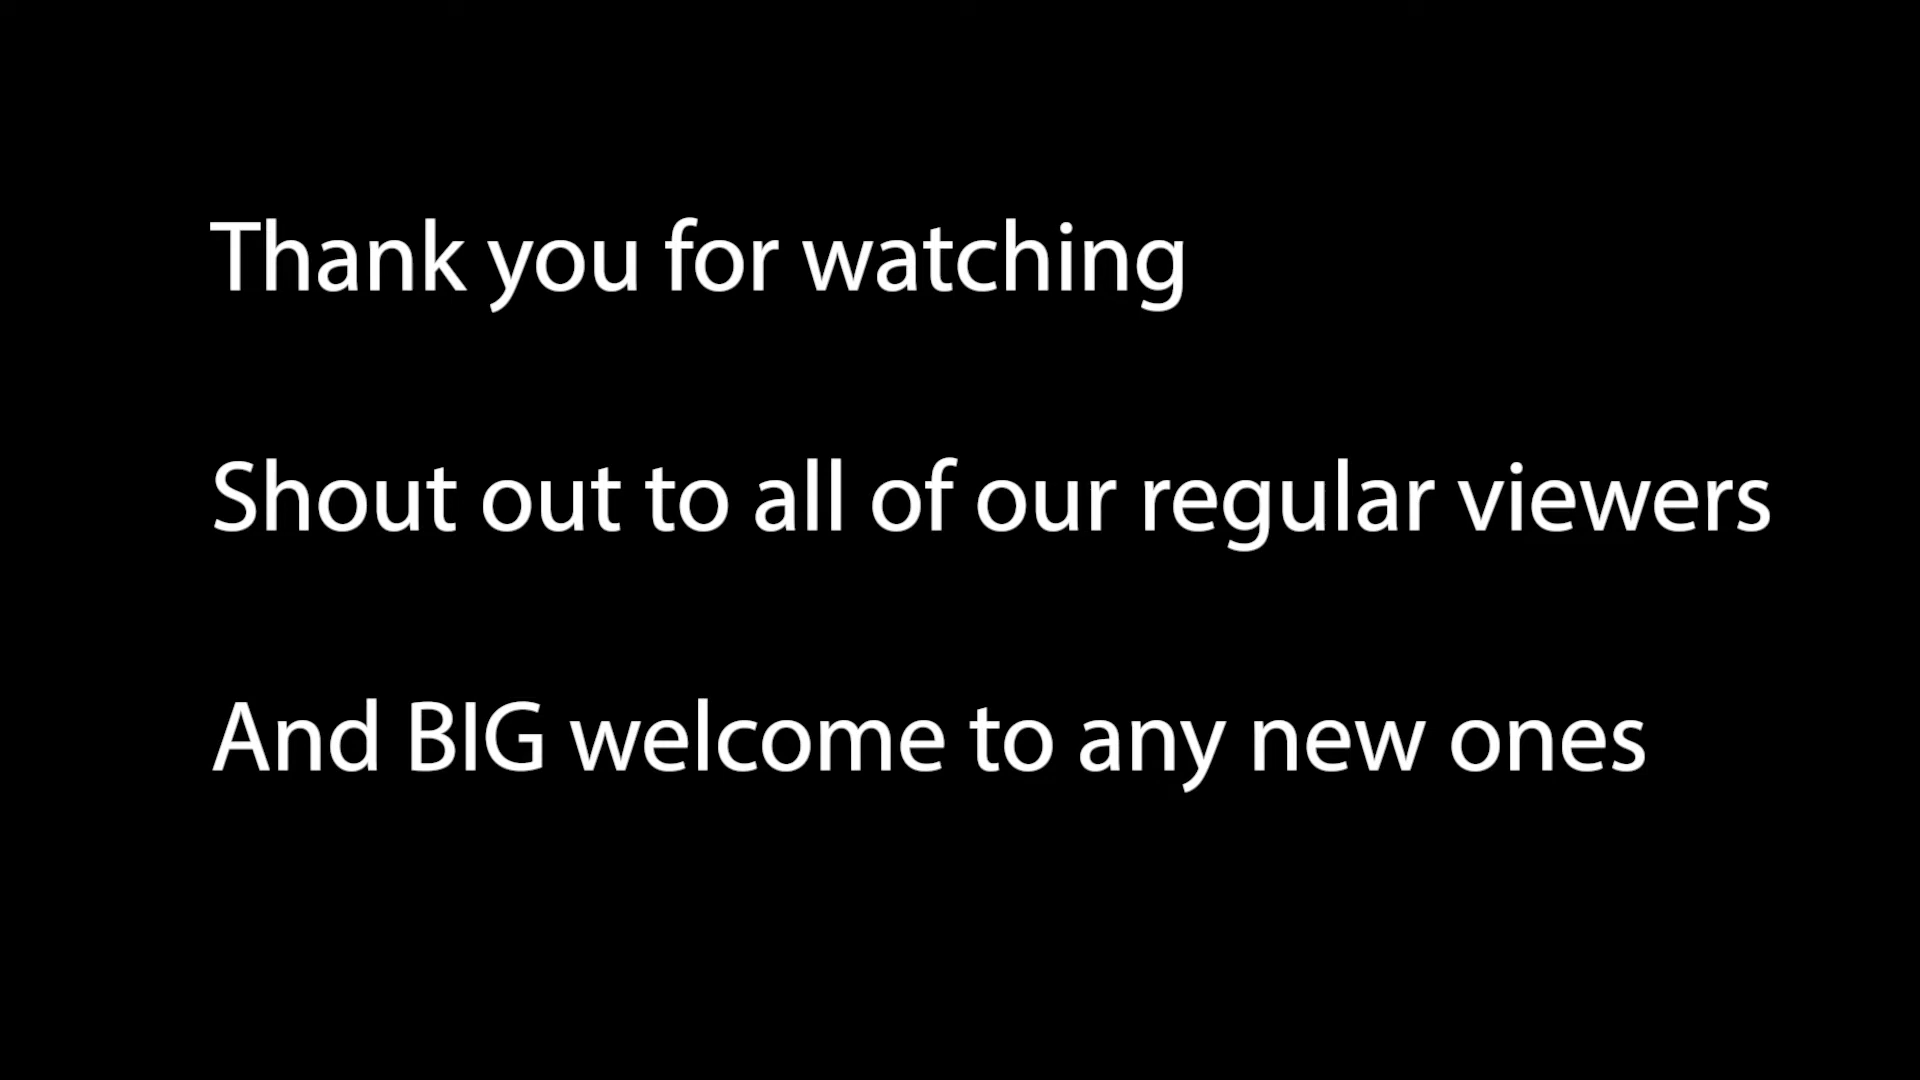 Thank you for watching
Shout out to all of our regular viewers
And BIG welcome to any new ones